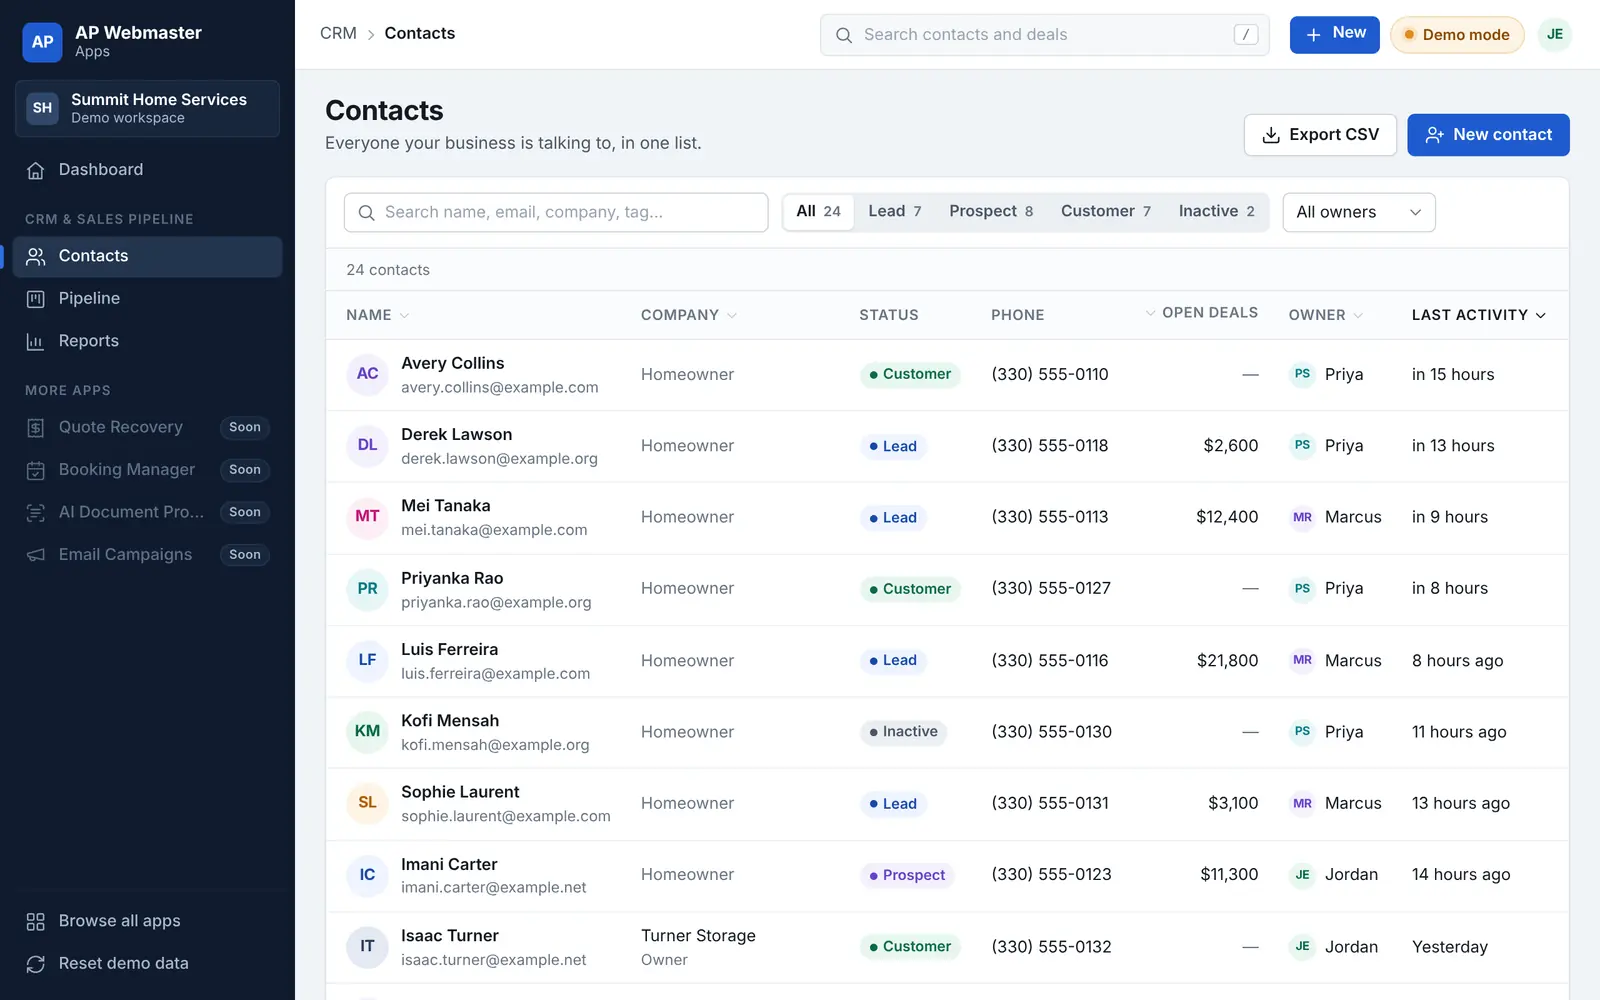 AP
AP Webmaster
Apps
SH
Summit Home Services
Demo workspace
Dashboard
CRM & SALES PIPELINE
Contacts
Pipeline
Reports
MORE APPS
Quote Recovery Soon
Booking Manager Soon
AI Document Pro... Soon
Email Campaigns Soon
Browse all apps
Reset demo data
CRM > Contacts
Search contacts and deals /
+ New
Demo mode
JE
Contacts
Everyone your business is talking to, in one list.
Export CSV
New contact
Search name, email, company, tag...
All 24 Lead 7 Prospect 8 Customer 7 Inactive 2
All owners
24 contacts
NAME COMPANY STATUS PHONE OPEN DEALS OWNER LAST ACTIVITY
AC Avery Collins Homeowner Customer (330) 555-0110 — PS Priya in 15 hours
avery.collins@example.com
DL Derek Lawson Homeowner Lead (330) 555-0118 $2,600 PS Priya in 13 hours
derek.lawson@example.org
MT Mei Tanaka Homeowner Lead (330) 555-0113 $12,400 MR Marcus in 9 hours
mei.tanaka@example.com
PR Priyanka Rao Homeowner Customer (330) 555-0127 — PS Priya in 8 hours
priyanka.rao@example.org
LF Luis Ferreira Homeowner Lead (330) 555-0116 $21,800 MR Marcus 8 hours ago
luis.ferreira@example.com
KM Kofi Mensah Homeowner Inactive (330) 555-0130 — PS Priya 11 hours ago
kofi.mensah@example.org
SL Sophie Laurent Homeowner Lead (330) 555-0131 $3,100 MR Marcus 13 hours ago
sophie.laurent@example.com
IC Imani Carter Homeowner Prospect (330) 555-0123 $11,300 JE Jordan 14 hours ago
imani.carter@example.net
IT Isaac Turner Turner Storage Customer (330) 555-0132 — JE Jordan Yesterday
isaac.turner@example.net Owner